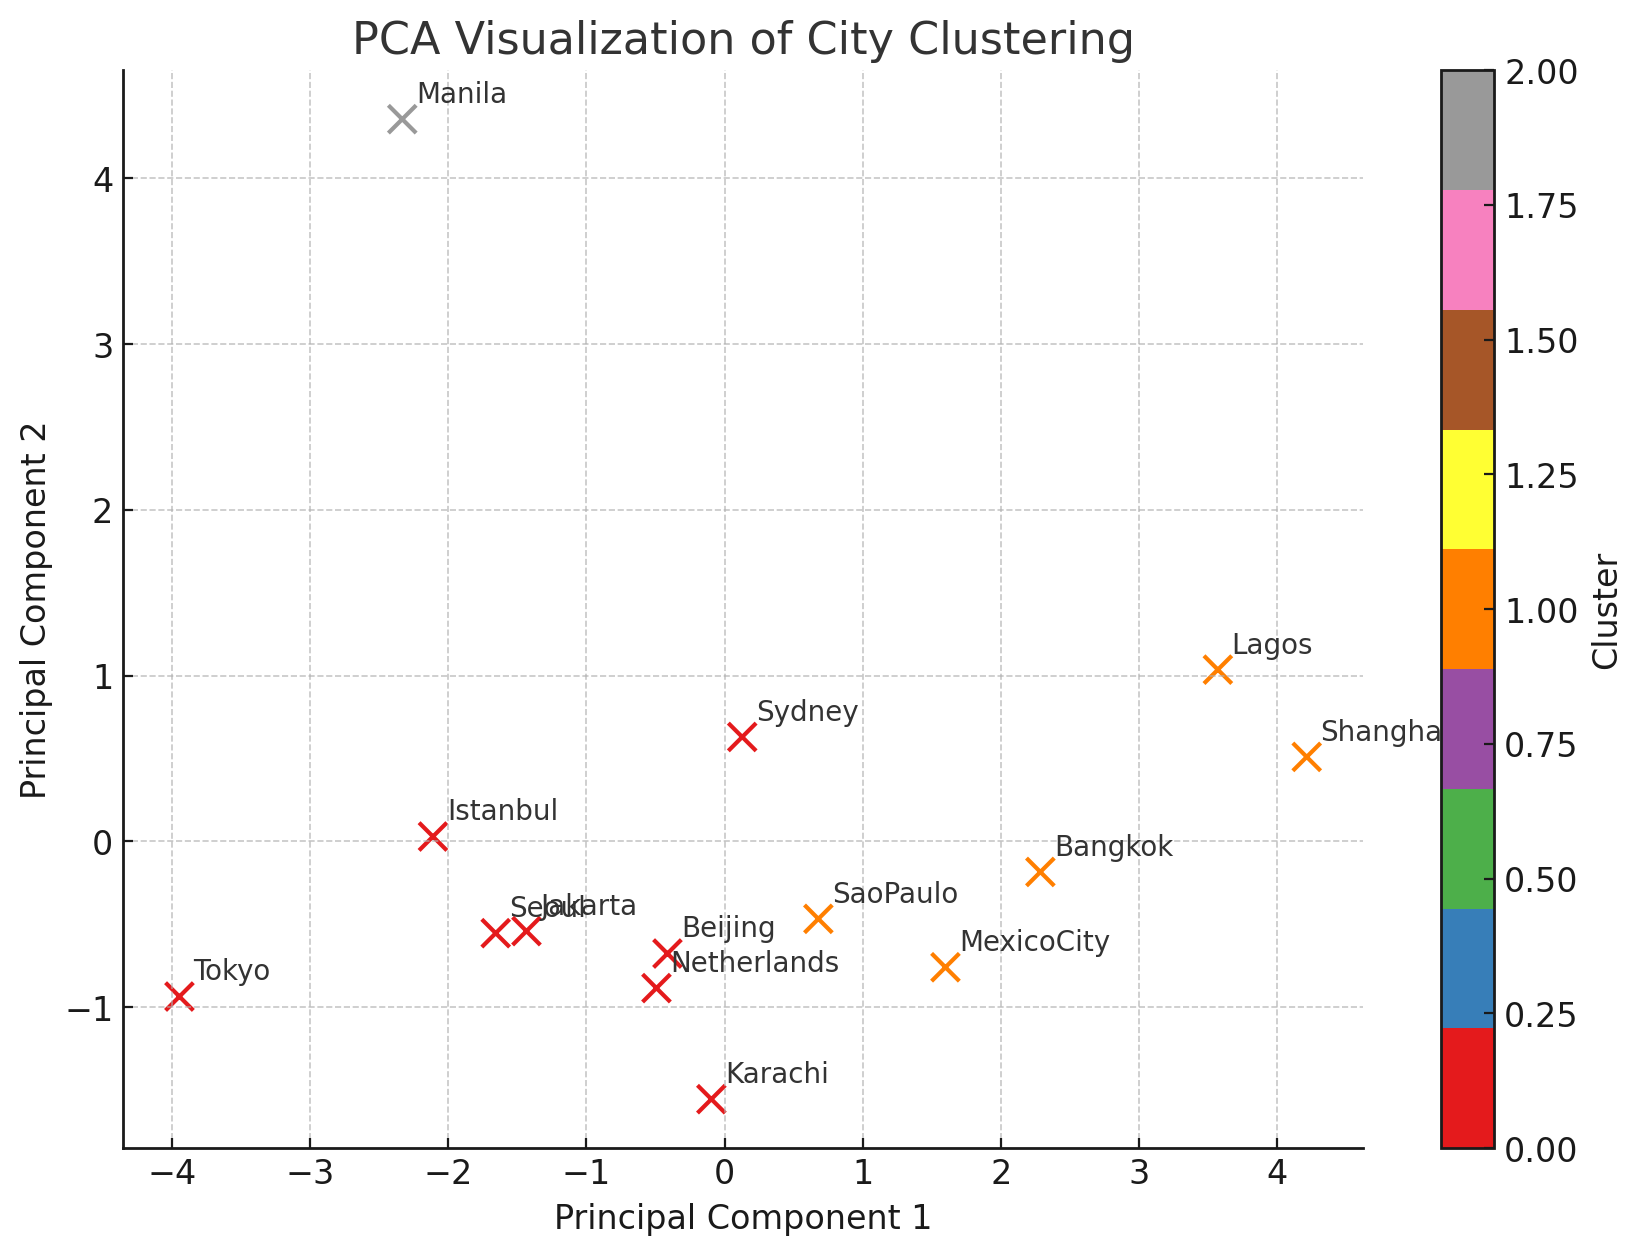 PCA Visualization of City Clustering
Manila
Lagos
Sydney
Shangha
Istanbul
Bangkok
SaoPaulo
Seoul
Jakarta
Beijing
MexicoCity
Netherlands
Tokyo
Karachi
4
3
2
1
0
−1
Principal Component 2
−4
−3
−2
−1
0
1
2
3
4
Principal Component 1
2.00
1.75
1.50
1.25
1.00
0.75
0.50
0.25
0.00
Cluster